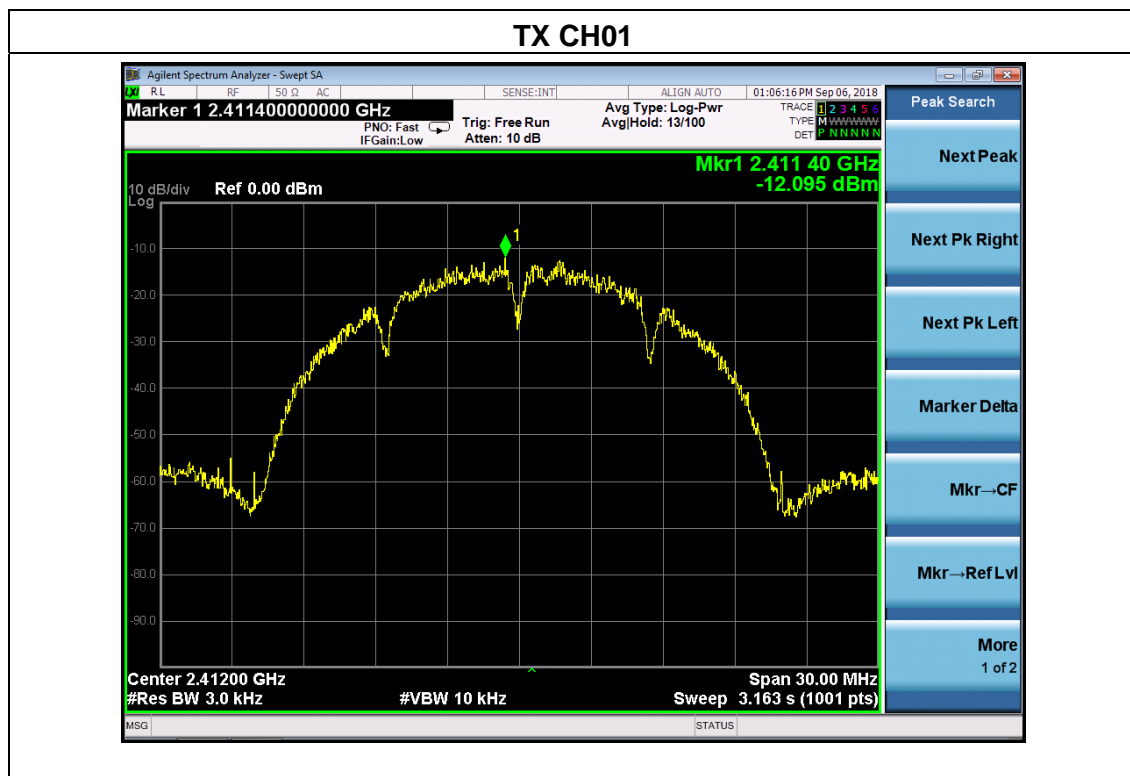 TX CH01
Agilent Spectrum Analyzer - Swept SA
LXI RL RF 50 Ω AC SENSE:INT ALIGN AUTO 01:06:16 PM Sep 06, 2018
Marker 1 2.411400000000 GHz
PNO: Fast
IFGain:Low
Trig: Free Run
Atten: 10 dB
Avg Type: Log-Pwr
Avg|Hold: 13/100
TRACE 1 2 3 4 5 6
TYPE M WWWWW
DET P N N N N N
Mkr1 2.411 40 GHz
-12.095 dBm
10 dB/div Ref 0.00 dBm
Log
1
-10.0
-20.0
-30.0
-40.0
-50.0
-60.0
-70.0
-80.0
-90.0
Center 2.41200 GHz
Span 30.00 MHz
#Res BW 3.0 kHz
#VBW 10 kHz
Sweep 3.163 s (1001 pts)
MSG
STATUS
Peak Search
Next Peak
Next Pk Right
Next Pk Left
Marker Delta
Mkr→CF
Mkr→Ref Lvl
More
1 of 2